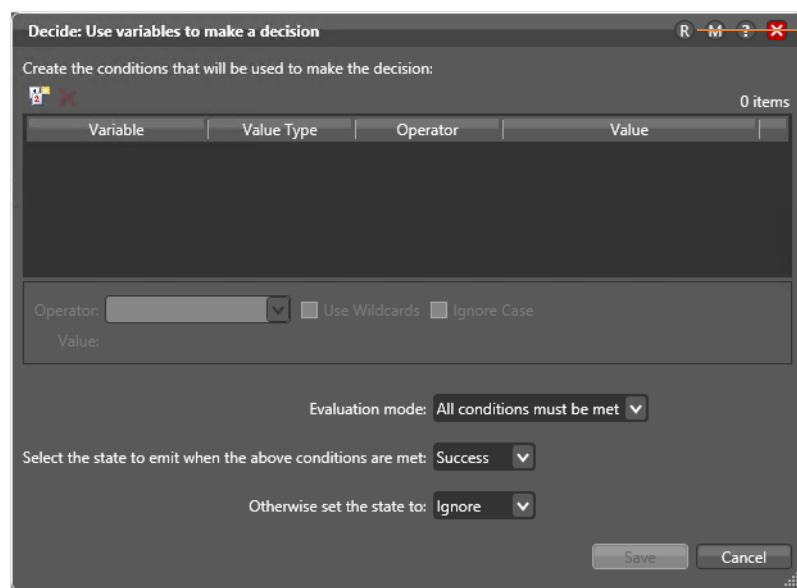 Decide: Use variables to make a decision R M ?
Create the conditions that will be used to make the decision:
0 items
Variable Value Type Operator Value
Operator: Use Wildcards Ignore Case
Value:
Evaluation mode: All conditions must be met
Select the state to emit when the above conditions are met: Success
Otherwise set the state to: Ignore
Save Cancel